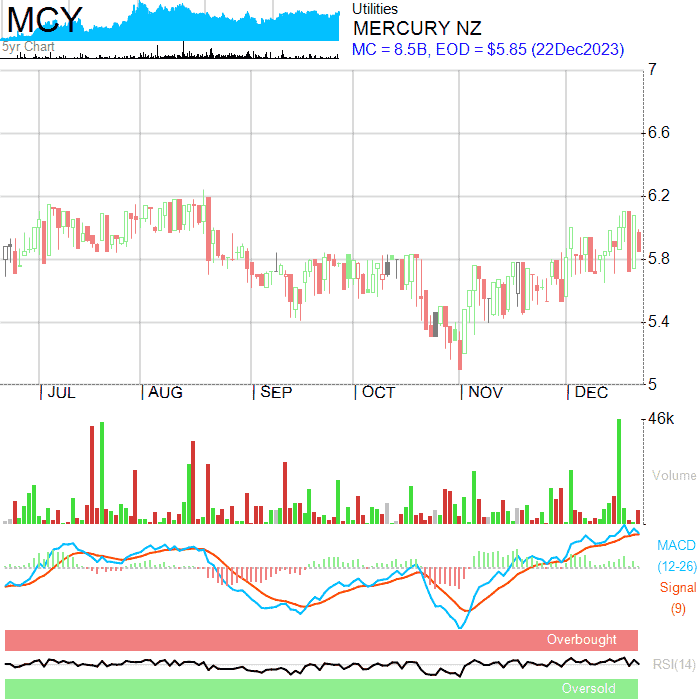 MCY
5yr. Chart
Utilities
MERCURY NZ
MC = 8.5B, EOD = $5.85 (22Dec2023)
7
6.6
6.2
5.8
5.4
5
JUL AUG SEP OCT NOV DEC
46k
Volume
MACD
(12-26)
Signal
(9)
Overbought
RSI(14)
Oversold